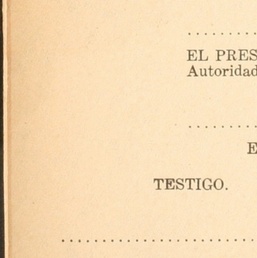 EL PRES
Autoridad
E
TESTIGO.